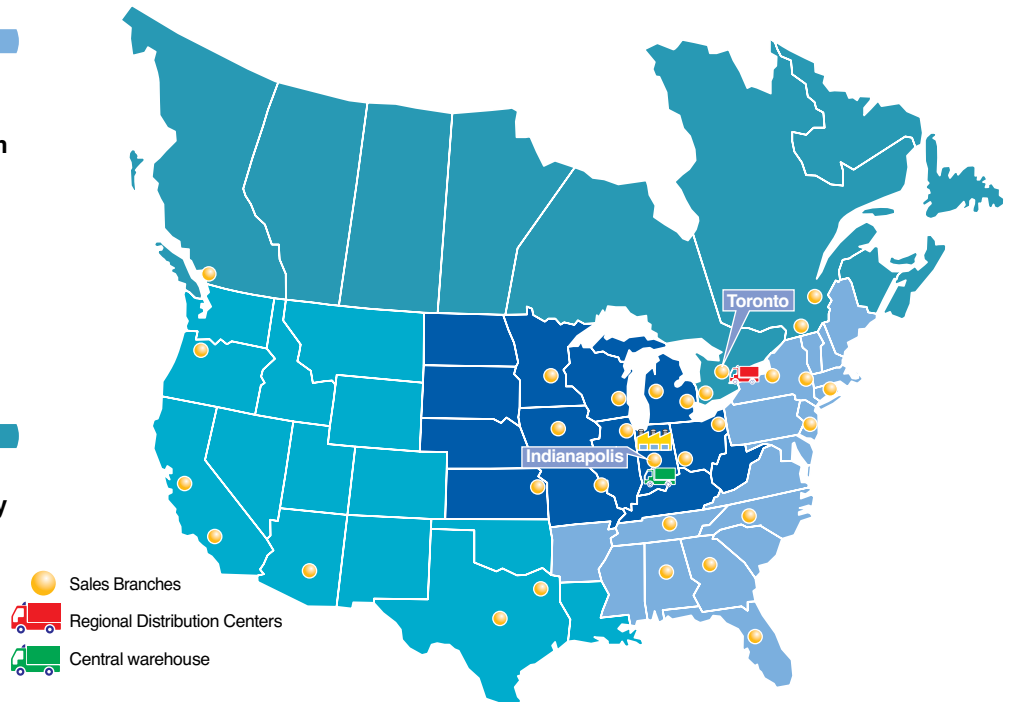 Toronto
Indianapolis
Sales Branches
Regional Distribution Centers
Central warehouse